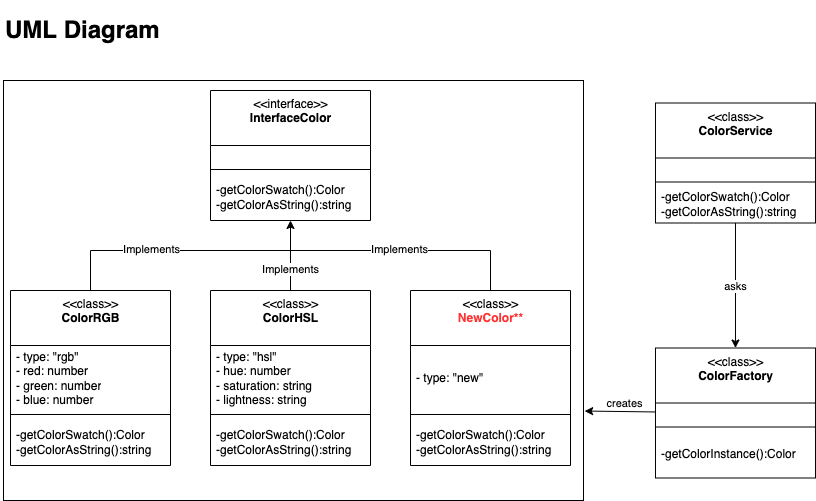 UML Diagram
<<interface>>
InterfaceColor
-getColorSwatch():Color
-getColorAsString():string
<<class>>
ColorService
-getColorSwatch():Color
-getColorAsString():string
Implements
Implements
Implements
asks
<<class>>
ColorRGB
- type: "rgb"
- red: number
- green: number
- blue: number
-getColorSwatch():Color
-getColorAsString():string
<<class>>
ColorHSL
- type: "hsl"
- hue: number
- saturation: string
- lightness: string
-getColorSwatch():Color
-getColorAsString():string
<<class>>
NewColor**
- type: "new"
-getColorSwatch():Color
-getColorAsString():string
creates
<<class>>
ColorFactory
-getColorInstance():Color